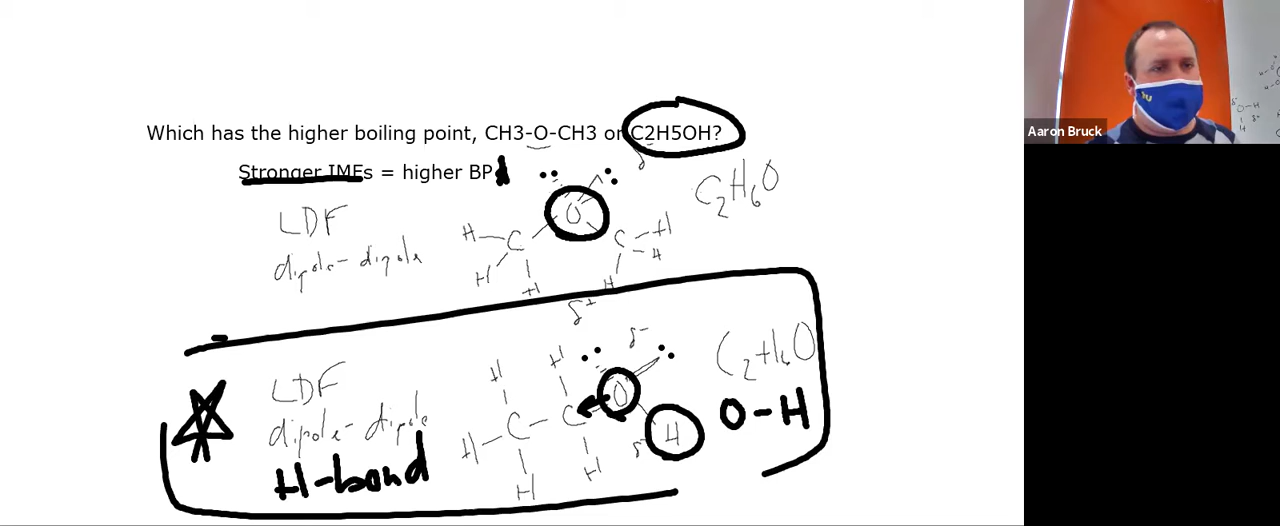 Which has the higher boiling point, CH3-O-CH3 or C2H5OH?
Stronger IMFs = higher BP
Aaron Bruck
δ-
C2H6O
LDF
dipole-dipole
O
H C C H
H H
H H
δ+
δ-
H H
C2H6O
LDF
O
O-H
dipole-dipole
H C C H
H-bond
H H